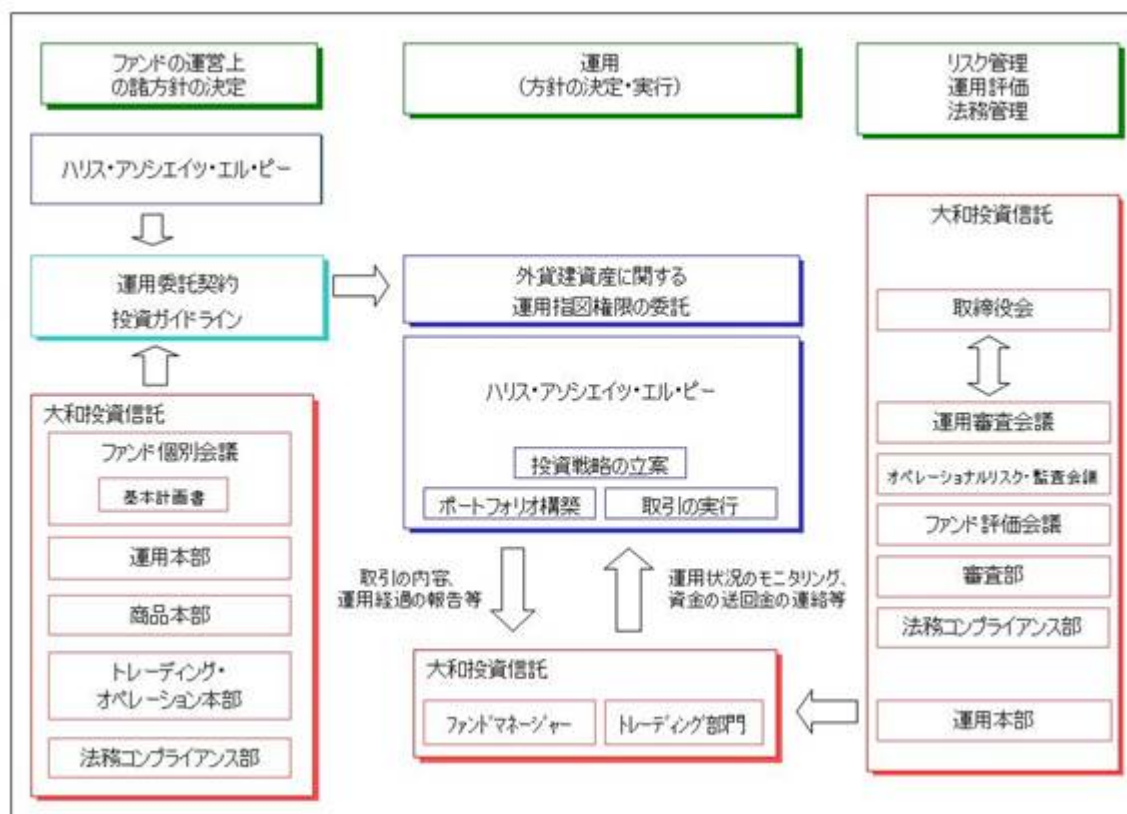 ファンドの運営上
の諸方針の決定
運用
(方針の決定・実行)
リスク管理
運用評価
法務管理
ハリス・アソシエイツ・エル・ピー
運用委託契約
投資ガイドライン
大和投資信託
ファンド個別会議
基本計画書
運用本部
商品本部
トレーディング・
オペレーション本部
法務コンプライアンス部
外貨建資産に関する
運用指図権限の委託
ハリス・アソシエイツ・エル・ピー
投資戦略の立案
ポートフォリオ構築
取引の実行
取引の内容、
運用経過の報告等
運用状況のモニタリング、
資金の送回金の連絡等
大和投資信託
ファンドマネージャー
トレーディング部門
大和投資信託
取締役会
運用審査会議
オペレーショナルリスク・監査会議
ファンド評価会議
審査部
法務コンプライアンス部
運用本部